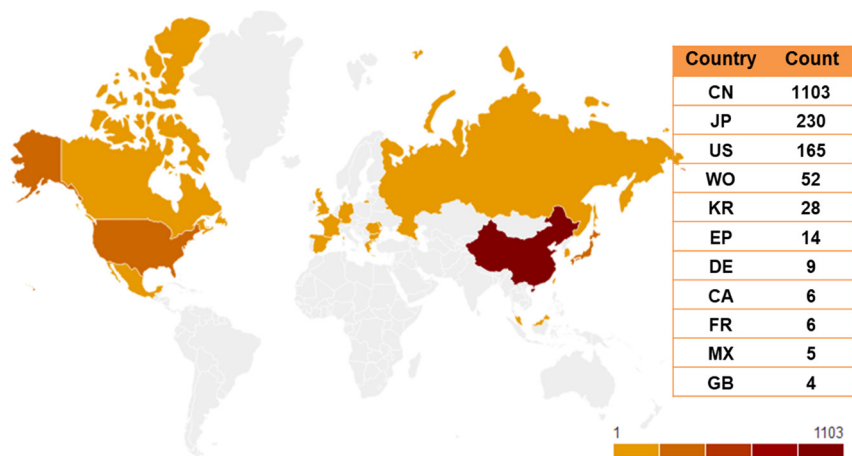 Country Count
CN 1103
JP 230
US 165
WO 52
KR 28
EP 14
DE 9
CA 6
FR 6
MX 5
GB 4
1 1103